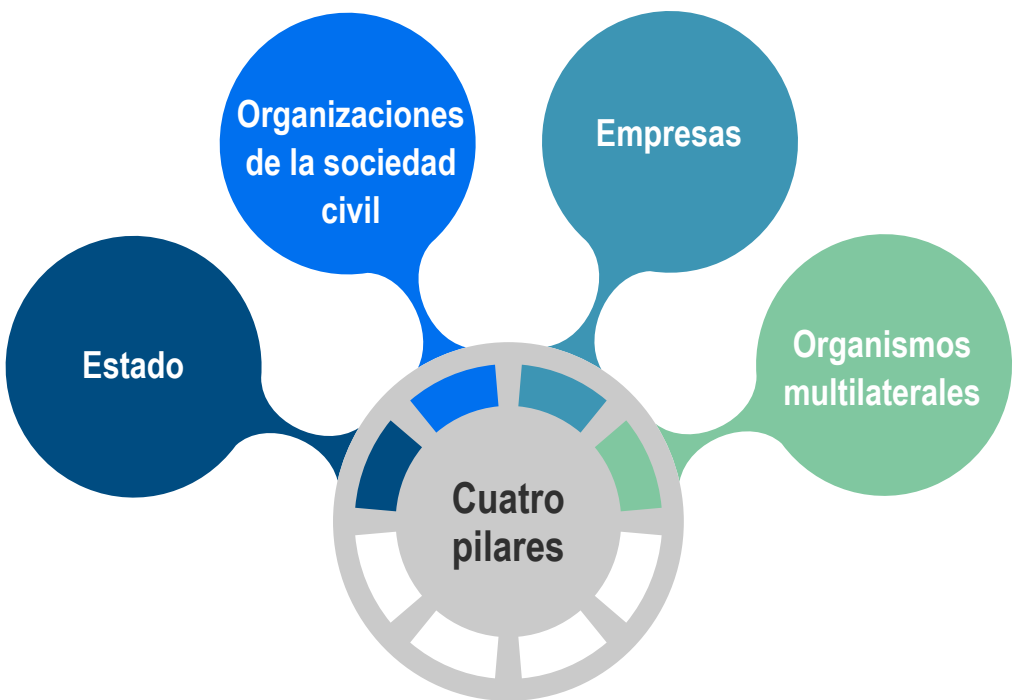 Organizaciones
de la sociedad
civil
Empresas
Estado
Organismos
multilaterales
Cuatro
pilares